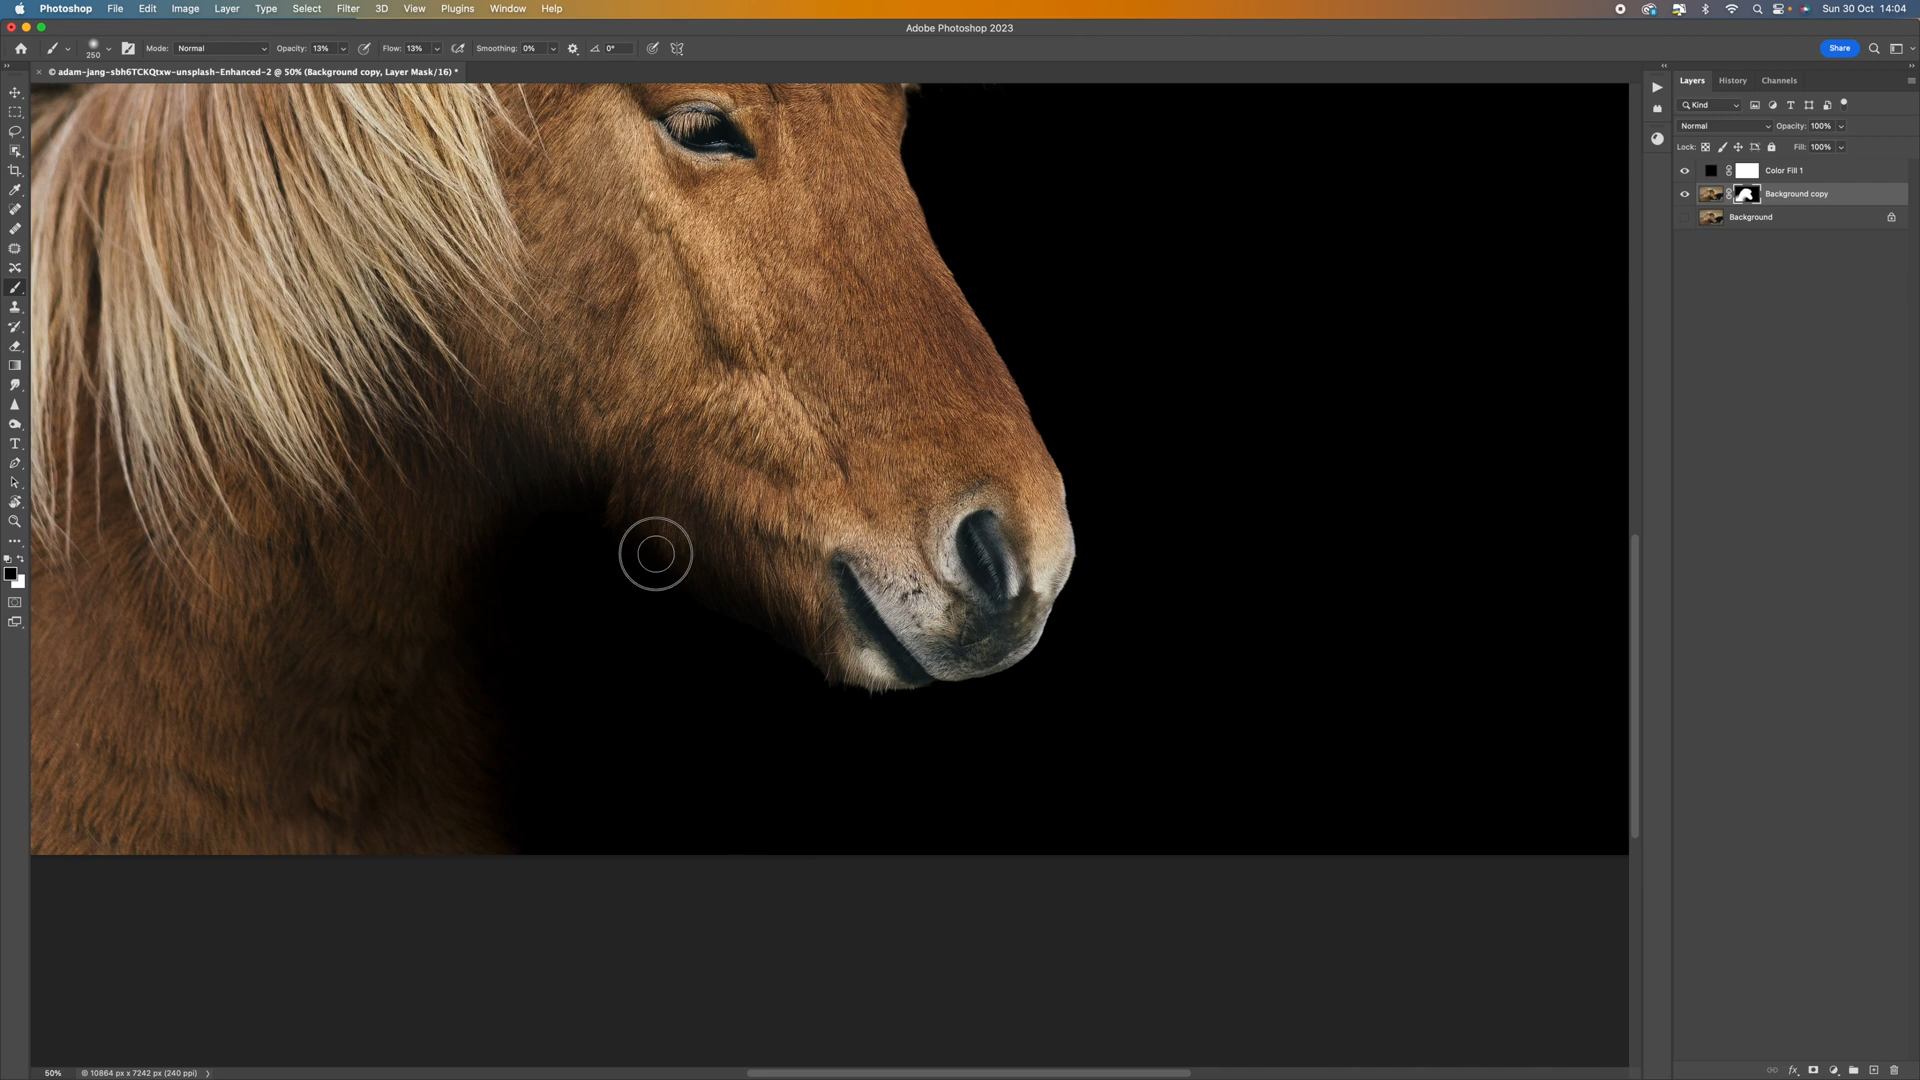 Photoshop File Edit Image Layer Type Select Filter 3D View Plugins Window Help Sun 30 Oct 14:04
Adobe Photoshop 2023
250 Mode: Normal Opacity: 13% Flow: 13% Smoothing: 0% 0° Share
© adam-jang-sbh6TCKQtxw-unsplash-Enhanced-2 @ 50% (Background copy, Layer Mask/16) *
Layers History Channels
Kind
Normal Opacity: 100%
Lock: Fill: 100%
Color Fill 1
Background copy
Background
50% 10864 px x 7242 px (240 ppi)